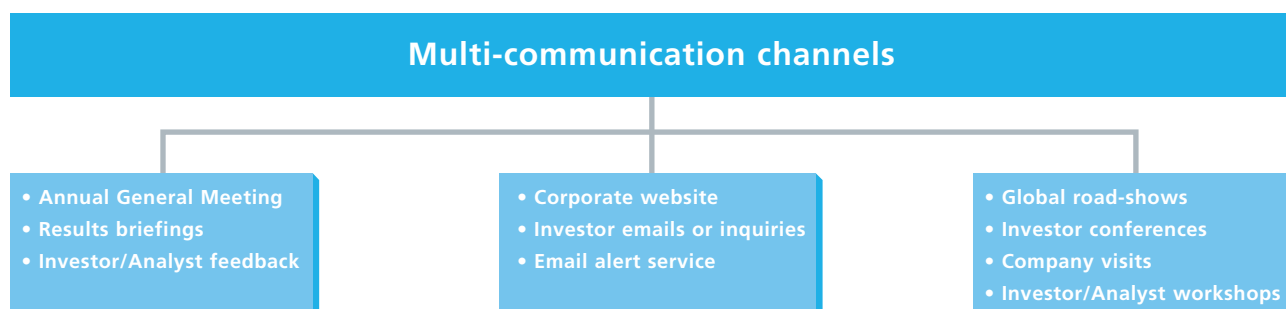 Multi-communication channels
• Annual General Meeting
• Results briefings
• Investor/Analyst feedback
• Corporate website
• Investor emails or inquiries
• Email alert service
• Global road-shows
• Investor conferences
• Company visits
• Investor/Analyst workshops